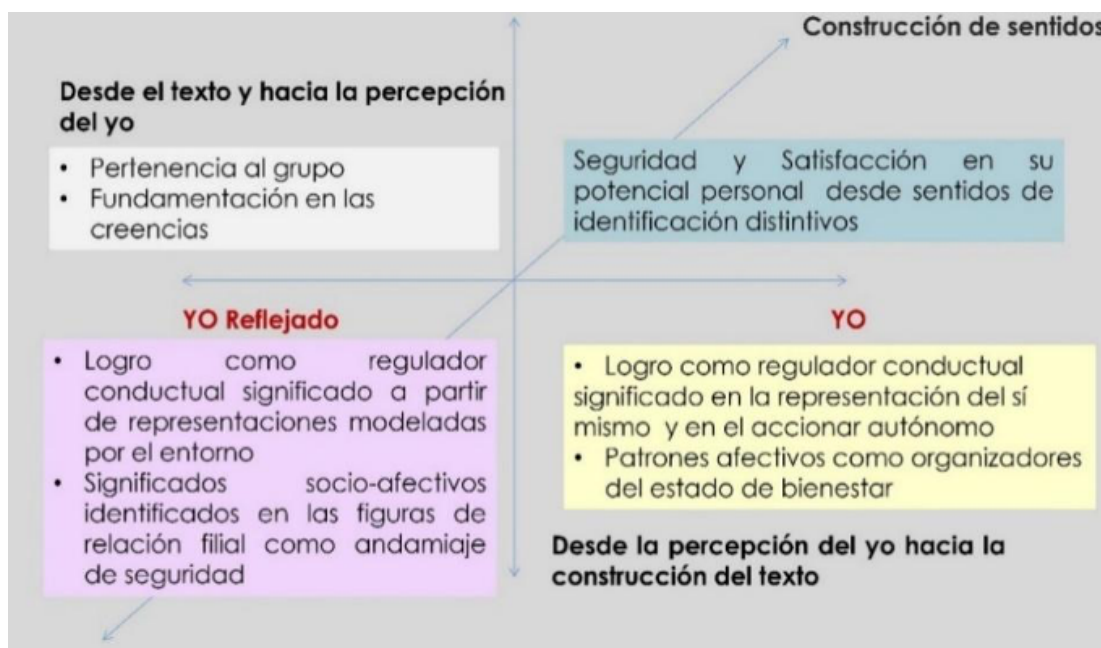 Construcción de sentidos
Desde el texto y hacia la percepción
del yo
• Pertenencia al grupo
• Fundamentación en las
creencias
Seguridad y Satisfacción en su
potencial personal desde sentidos de
identificación distintivos
YO Reflejado
YO
• Logro como regulador
conductual significado a partir
de representaciones modeladas
por el entorno
• Significados socio-afectivos
identificados en las figuras de
relación filial como andamiaje
de seguridad
• Logro como regulador conductual
significado en la representación del sí
mismo y en el accionar autónomo
• Patrones afectivos como organizadores
del estado de bienestar
Desde la percepción del yo hacia la
construcción del texto